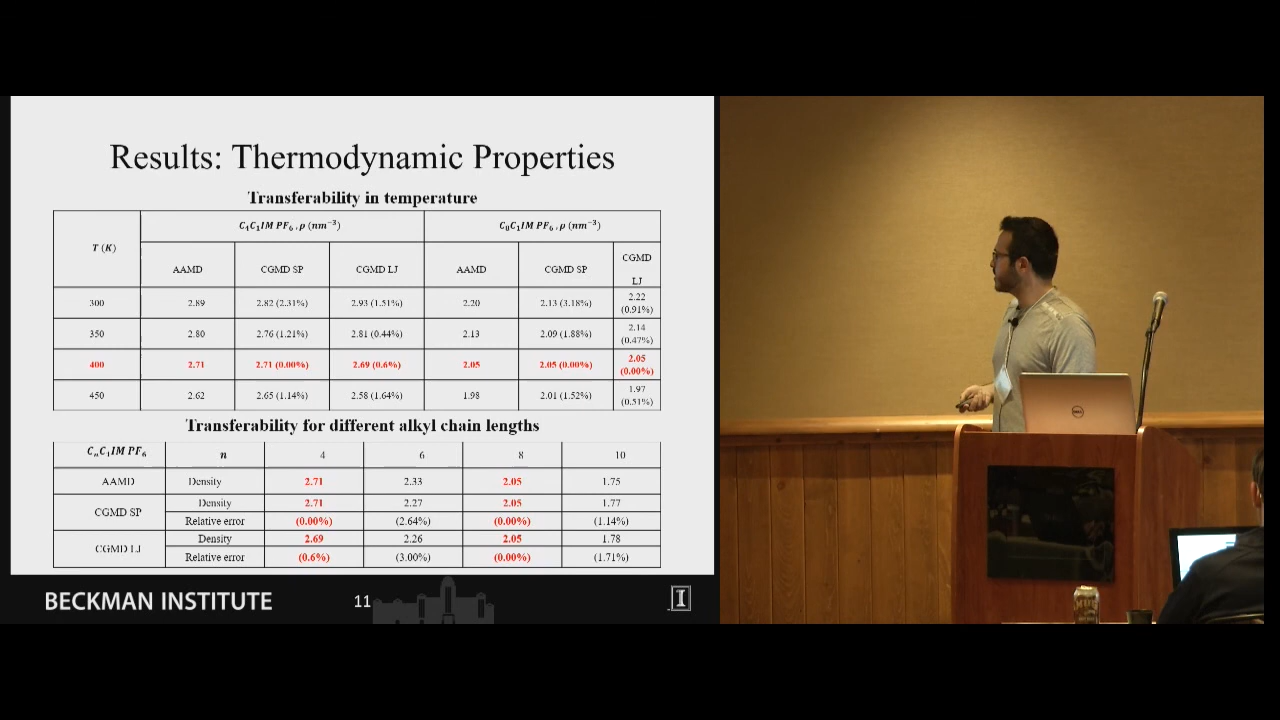 Results: Thermodynamic Properties
Transferability in temperature
T (K) C₄C₁IM PF₆ , ρ (nm⁻³) C₈C₁IM PF₆ , ρ (nm⁻³)
AAMD CGMD SP CGMD LJ AAMD CGMD SP CGMD LJ
300 2.89 2.82 (2.31%) 2.93 (1.51%) 2.20 2.13 (3.18%) 2.22 (0.91%)
350 2.80 2.76 (1.21%) 2.81 (0.44%) 2.13 2.09 (1.88%) 2.14 (0.47%)
400 2.71 2.71 (0.00%) 2.69 (0.6%) 2.05 2.05 (0.00%) 2.05 (0.00%)
450 2.62 2.65 (1.14%) 2.58 (1.64%) 1.98 2.01 (1.52%) 1.97 (0.51%)
Transferability for different alkyl chain lengths
CₙC₁IM PF₆ n 4 6 8 10
AAMD Density 2.71 2.33 2.05 1.75
CGMD SP Density 2.71 2.27 2.05 1.77
Relative error (0.00%) (2.64%) (0.00%) (1.14%)
CGMD LJ Density 2.69 2.26 2.05 1.78
Relative error (0.6%) (3.00%) (0.00%) (1.71%)
BECKMAN INSTITUTE 11 I
DELL